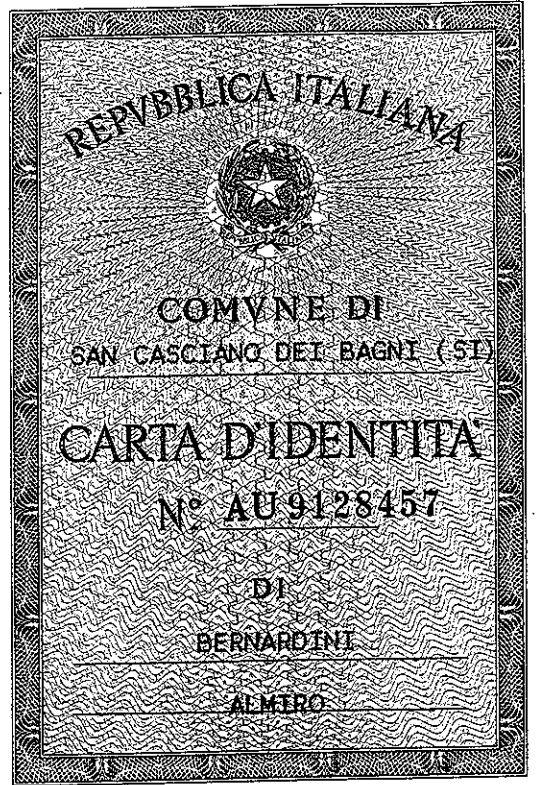 REPVBBLICA ITALIANA
COMVNE DI
SAN CASCIANO DEI BAGNI (SI)
CARTA D'IDENTITA'
N° AU 9128457
DI
BERNARDINI
ALMIRO